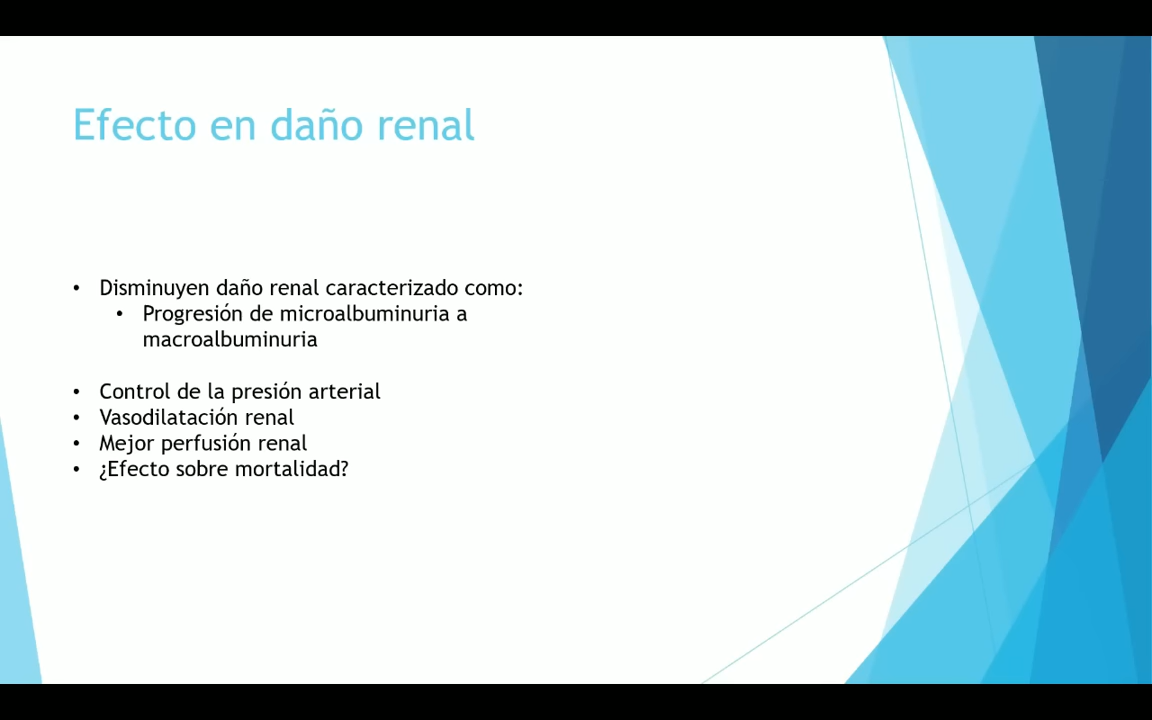 Efecto en daño renal
• Disminuyen daño renal caracterizado como:
• Progresión de microalbuminuria a
macroalbuminuria
• Control de la presión arterial
• Vasodilatación renal
• Mejor perfusión renal
• ¿Efecto sobre mortalidad?